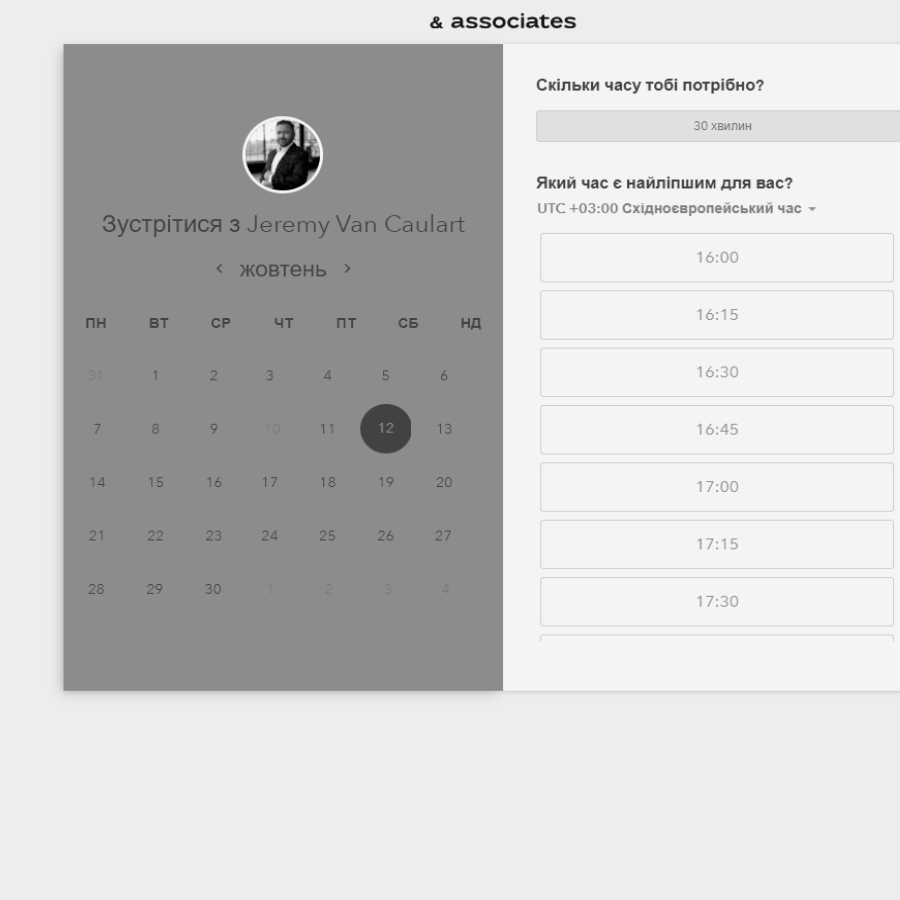 & associates
Зустрітися з Jeremy Van Caulart
жовтень
ПН ВТ СР ЧТ ПТ СБ НД
31 1 2 3 4 5 6
7 8 9 10 11 12 13
14 15 16 17 18 19 20
21 22 23 24 25 26 27
28 29 30 1 2 3 4
Скільки часу тобі потрібно?
30 хвилин
Який час є найліпшим для вас?
UTC +03:00 Східноєвропейський час
16:00
16:15
16:30
16:45
17:00
17:15
17:30